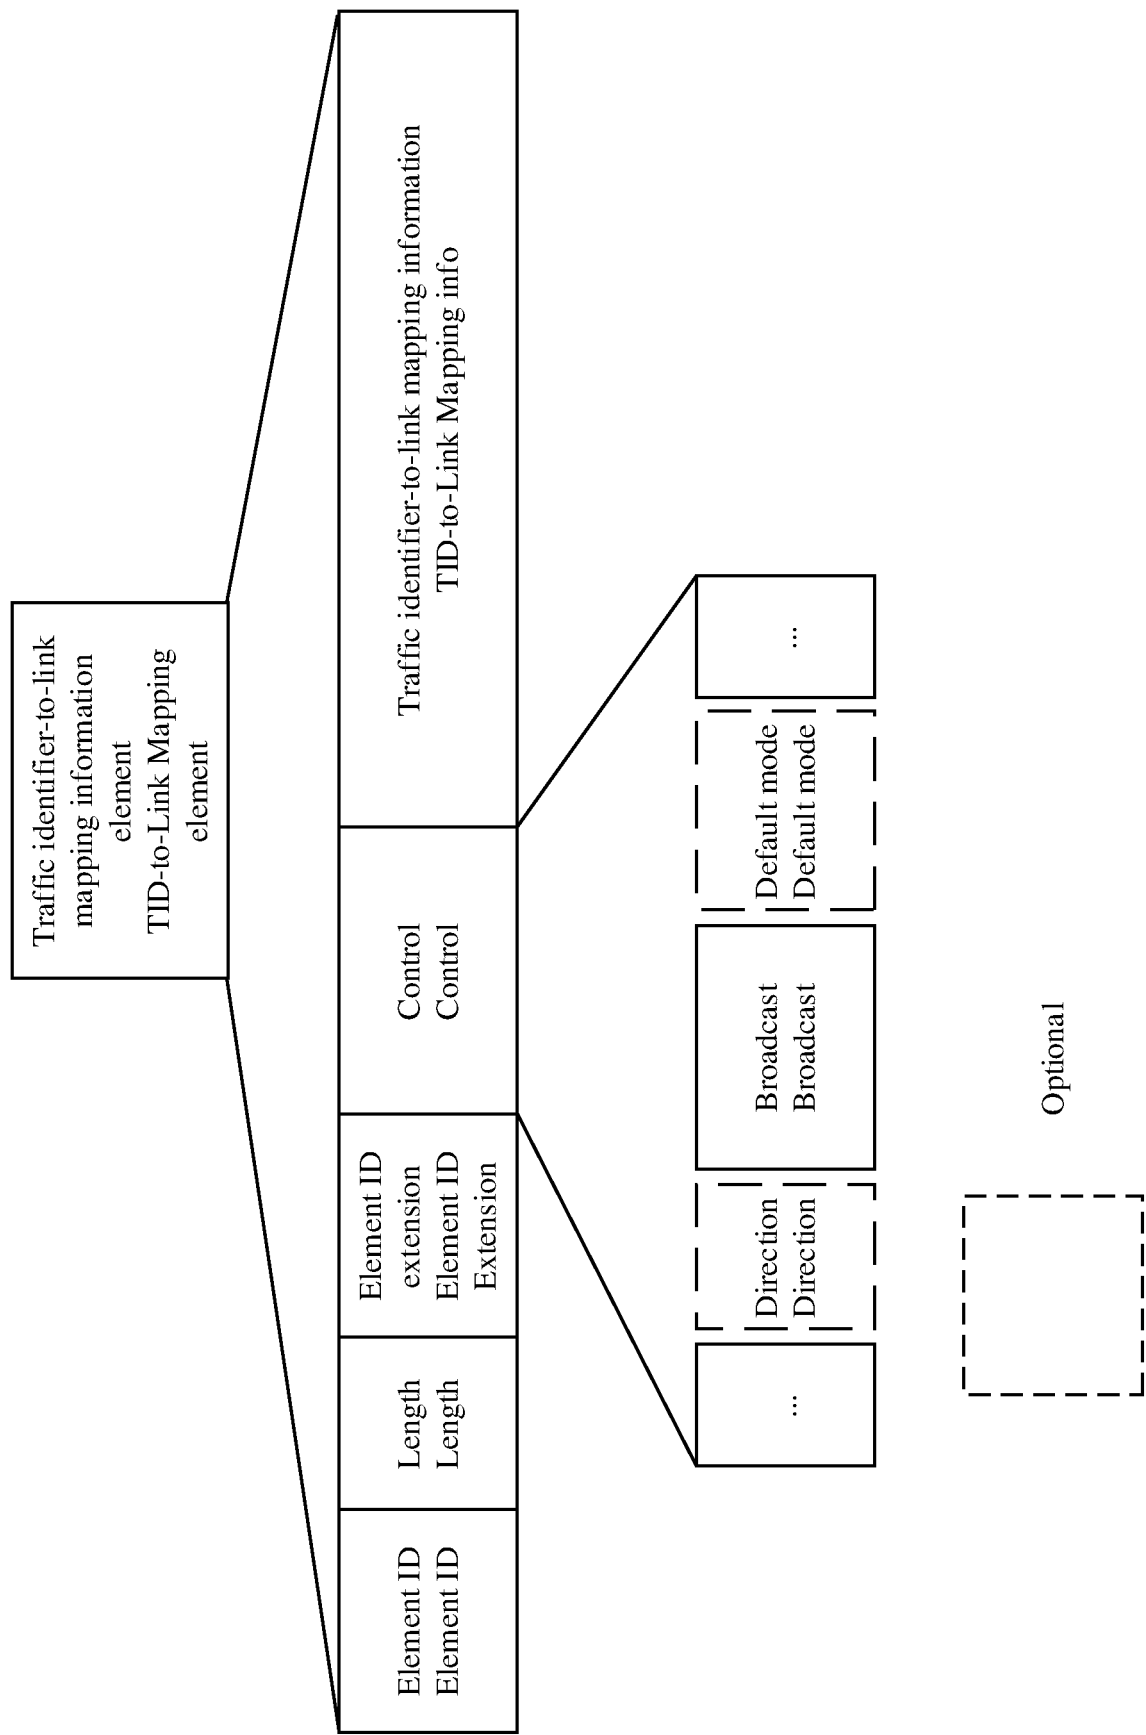 Traffic identifier-to-link
mapping information
element
TID-to-Link Mapping
element
Element ID
Element ID
Length
Length
Element ID
extension
Element ID
Extension
Control
Control
Traffic identifier-to-link mapping information
TID-to-Link Mapping info
...
Direction
Direction
Broadcast
Broadcast
Default mode
Default mode
...
Optional